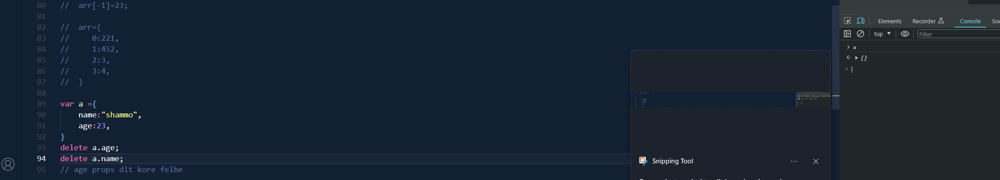 80 //  arr[-1]=23;
81
82 //  arr={
83 //     0:221,
84 //     1:452,
85 //     2:3,
86 //     3:4,
87 //  }
88
89 var a ={
90     name:"shammo",
91     age:23,
92 }
93 delete a.age;
94 delete a.name;
95 // age props dlt kore felbe
Snipping Tool
Elements Recorder Console
top Filter
> a
{}
>